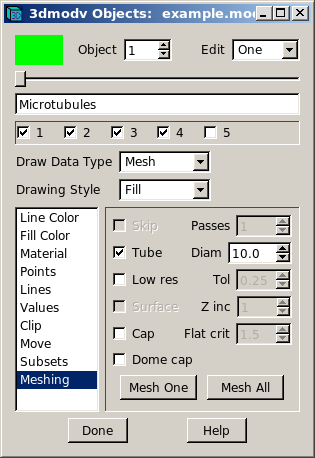 3dmodv Objects: example.mod
Object 1 Edit One
Microtubules
1 2 3 4 5
Draw Data Type Mesh
Drawing Style Fill
Line Color
Fill Color
Material
Points
Lines
Values
Clip
Move
Subsets
Meshing
Skip Passes 1
Tube Diam 10.0
Low res Tol 0.25
Surface Z inc 1
Cap Flat crit 1.5
Dome cap
Mesh One Mesh All
Done Help